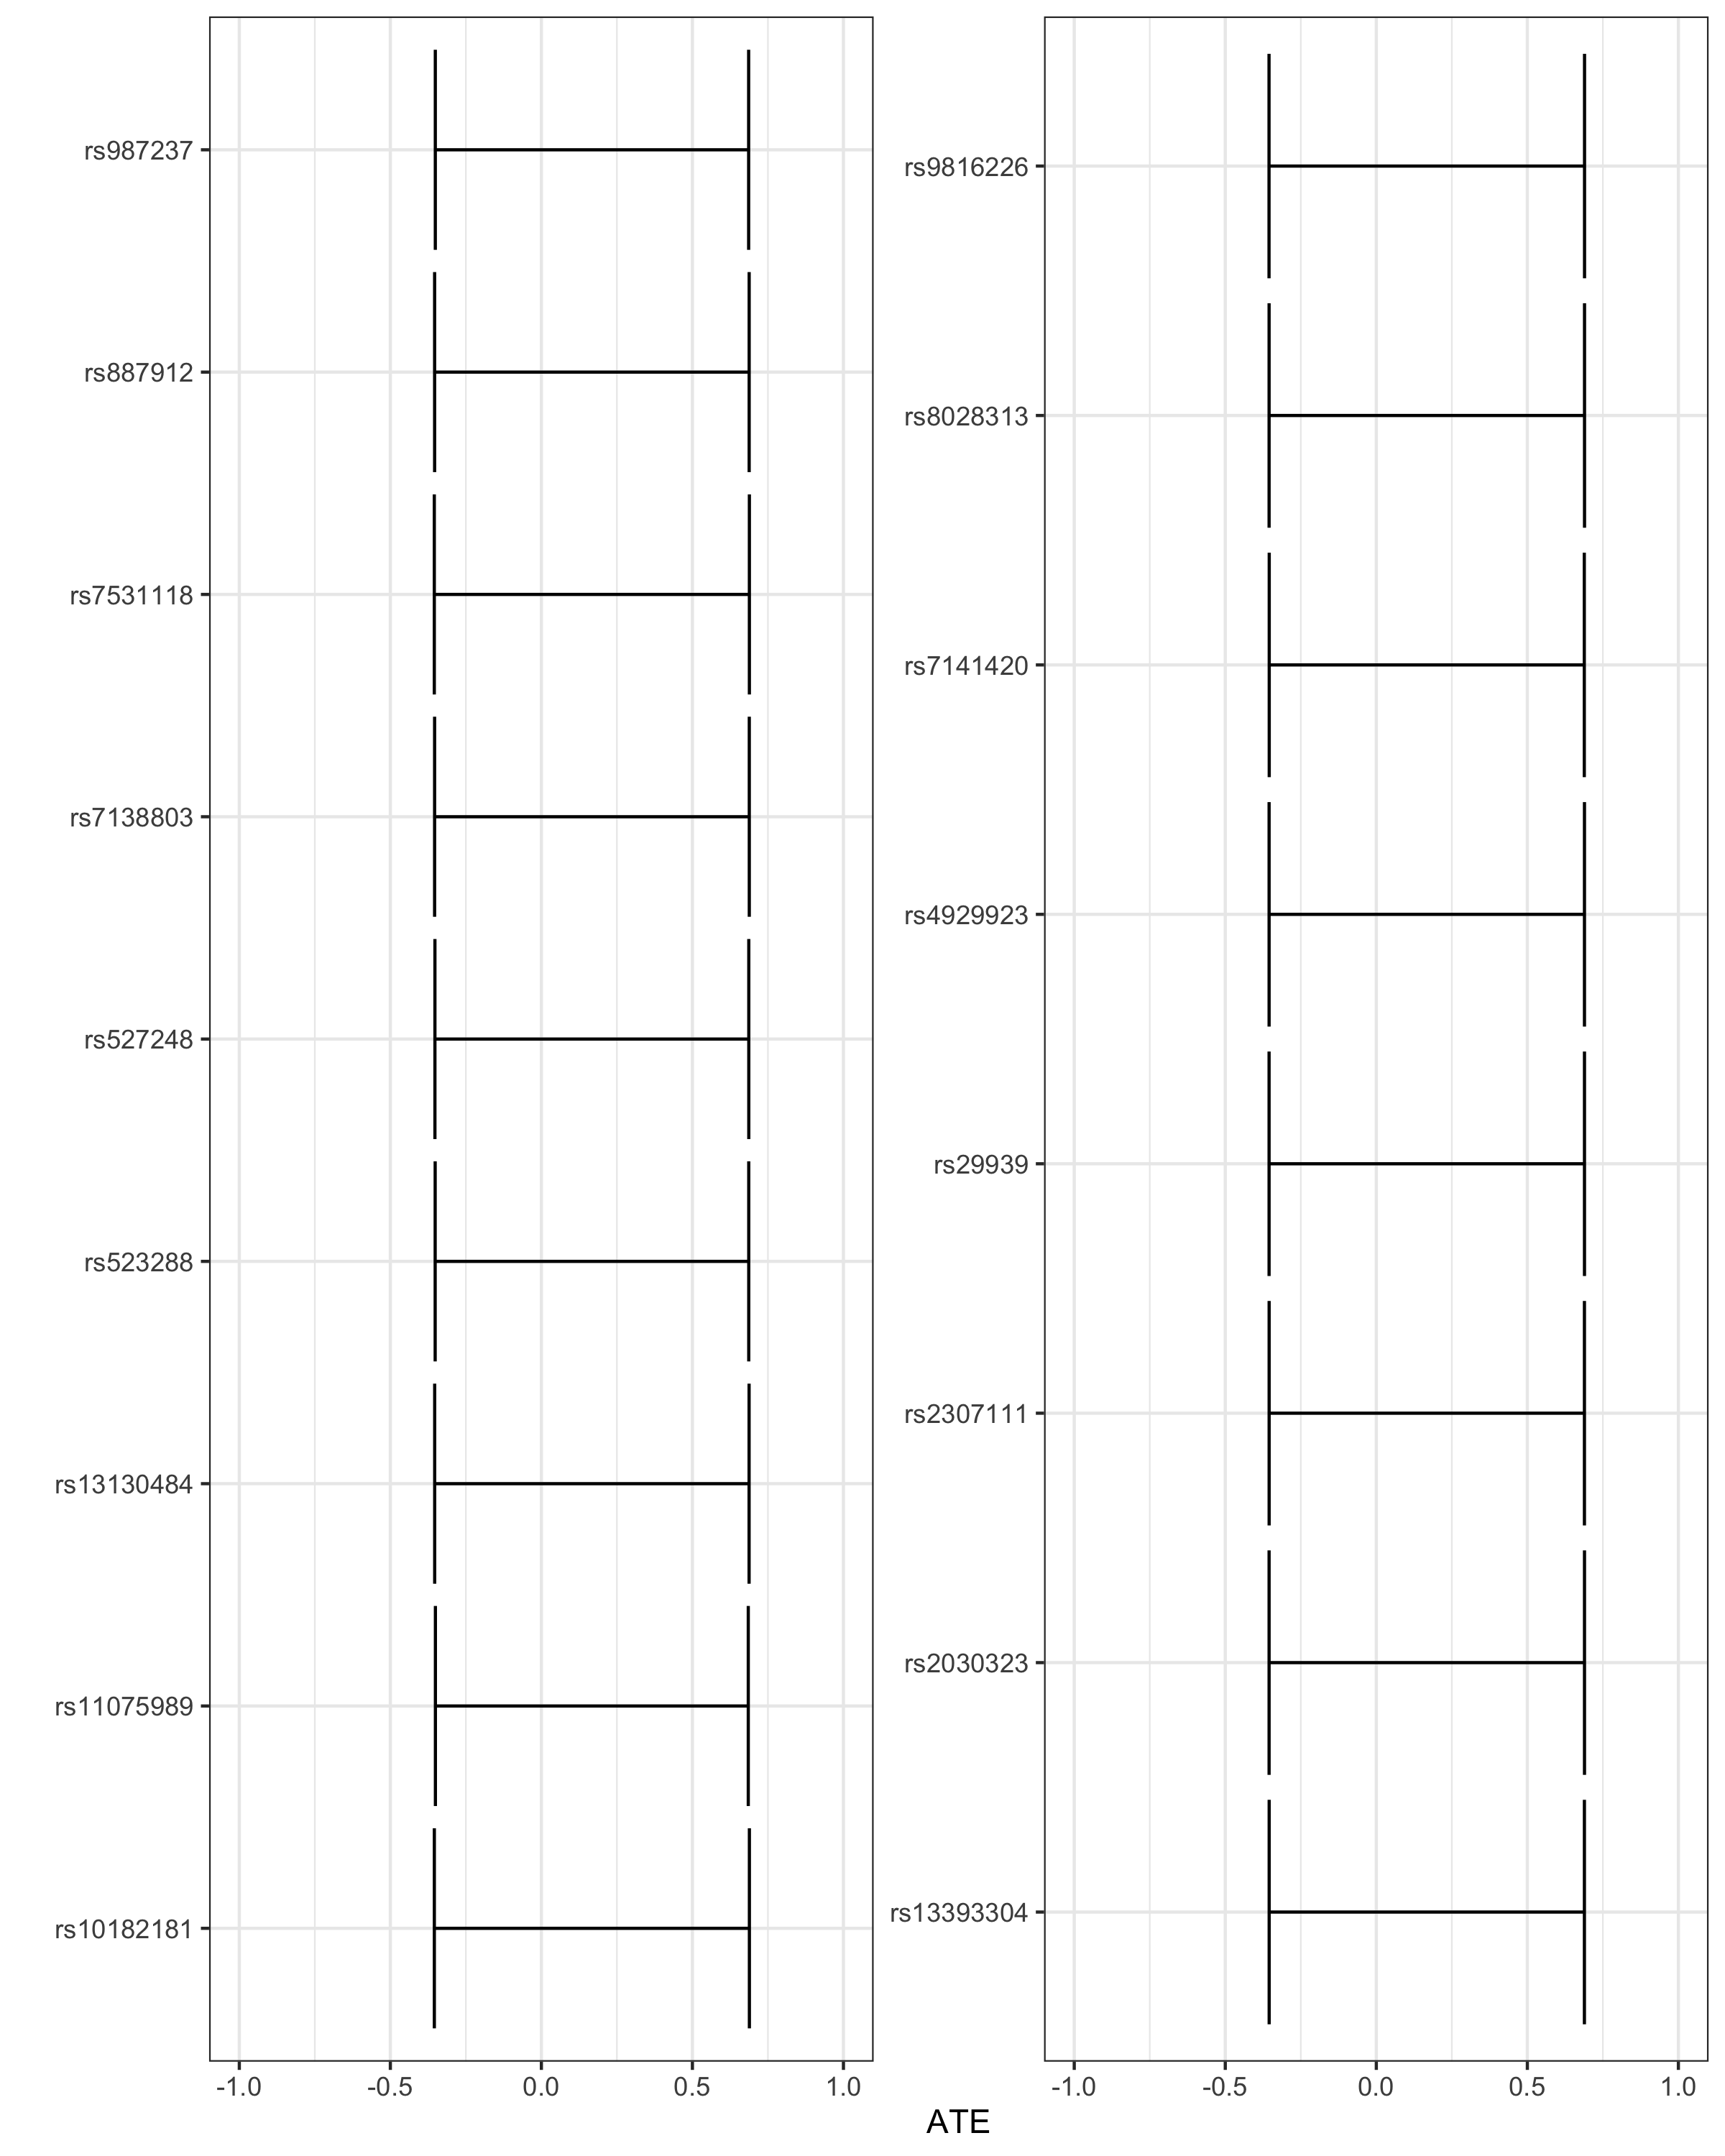 rs987237
rs887912
rs7531118
rs7138803
rs527248
rs523288
rs13130484
rs11075989
rs10182181
-1.0 -0.5 0.0 0.5 1.0
rs9816226
rs8028313
rs7141420
rs4929923
rs29939
rs2307111
rs2030323
rs13393304
-1.0 -0.5 0.0 0.5 1.0
ATE